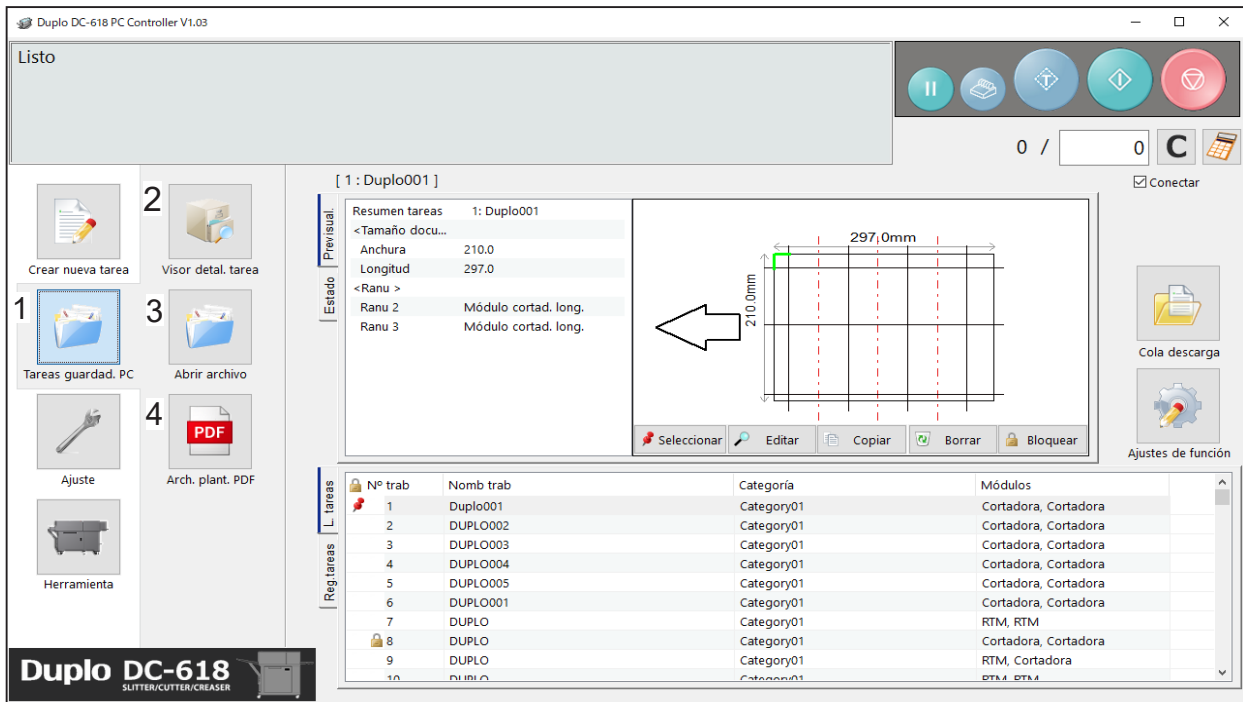 Duplo DC-618 PC Controller V1.03
Listo
0 / 0 C
Conectar
1
2
3
4
Crear nueva tarea
Visor detal. tarea
Tareas guardad. PC
Abrir archivo
PDF
Ajuste
Arch. plant. PDF
Herramienta
Duplo DC-618
SLITTER/CUTTER/CREASER
[ 1 : Duplo001 ]
Previsual.
Estado
Resumen tareas 1: Duplo001
<Tamaño docu...
Anchura 210.0
Longitud 297.0
<Ranu >
Ranu 2 Módulo cortad. long.
Ranu 3 Módulo cortad. long.
297.0mm
210.0mm
Seleccionar Editar Copiar Borrar Bloquear
Cola descarga
Ajustes de función
L. tareas
Reg.tareas
Nº trab Nomb trab Categoría Módulos
1 Duplo001 Category01 Cortadora, Cortadora
2 DUPLO002 Category01 Cortadora, Cortadora
3 DUPLO003 Category01 Cortadora, Cortadora
4 DUPLO004 Category01 Cortadora, Cortadora
5 DUPLO005 Category01 Cortadora, Cortadora
6 DUPLO001 Category01 Cortadora, Cortadora
7 DUPLO Category01 RTM, RTM
8 DUPLO Category01 Cortadora, Cortadora
9 DUPLO Category01 RTM, Cortadora
10 DUPLO Category01 RTM, RTM